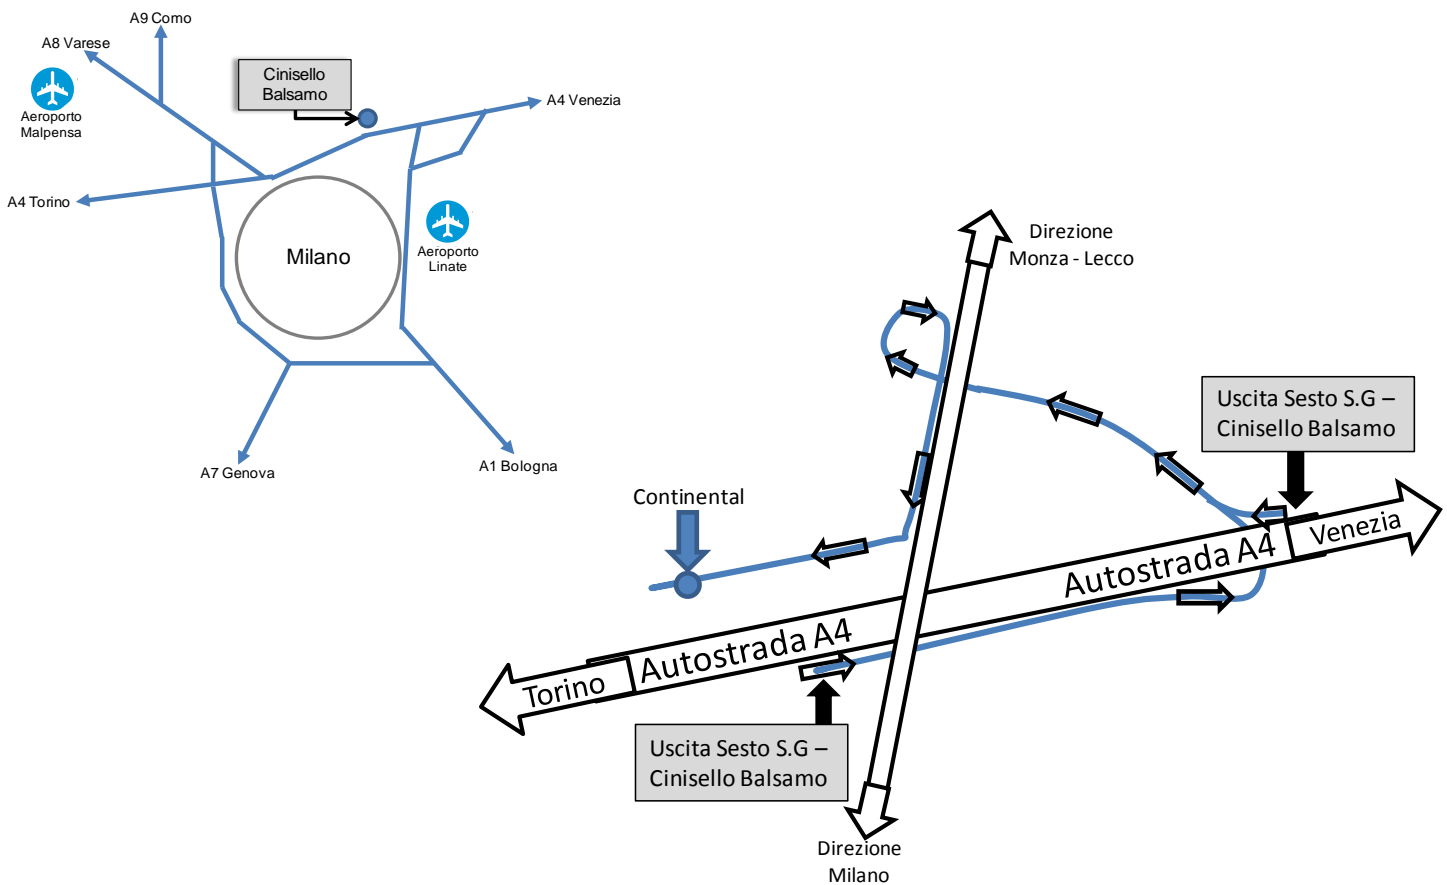 A9 Como
A8 Varese
Aeroporto
Malpensa
Cinisello
Balsamo
A4 Venezia
A4 Torino
Milano
Aeroporto
Linate
A7 Genova
A1 Bologna
Direzione
Monza - Lecco
Uscita Sesto S.G –
Cinisello Balsamo
Continental
Venezia
Autostrada A4
Autostrada A4
Torino
Uscita Sesto S.G –
Cinisello Balsamo
Direzione
Milano